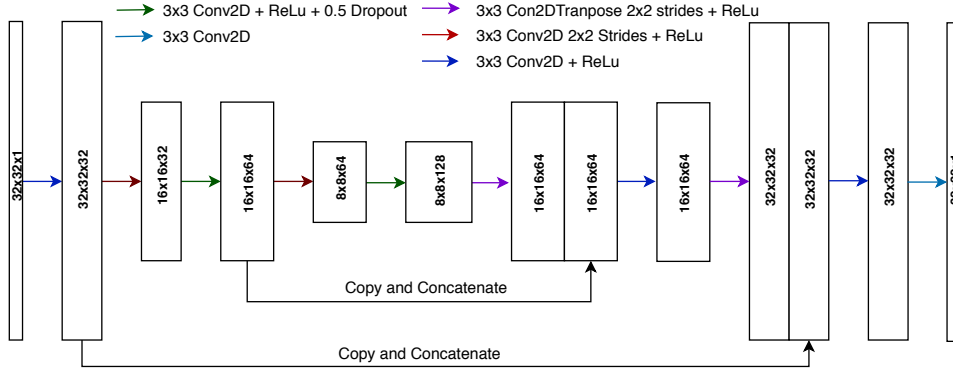 3x3 Conv2D + ReLu + 0.5 Dropout
3x3 Con2DTranpose 2x2 strides + ReLu
3x3 Conv2D
3x3 Conv2D 2x2 Strides + ReLu
3x3 Conv2D + ReLu
32x32x1
32x32x32
16x16x32
16x16x64
8x8x64
8x8x128
16x16x64
16x16x64
16x16x64
32x32x32
32x32x32
32x32x32
Copy and Concatenate
Copy and Concatenate